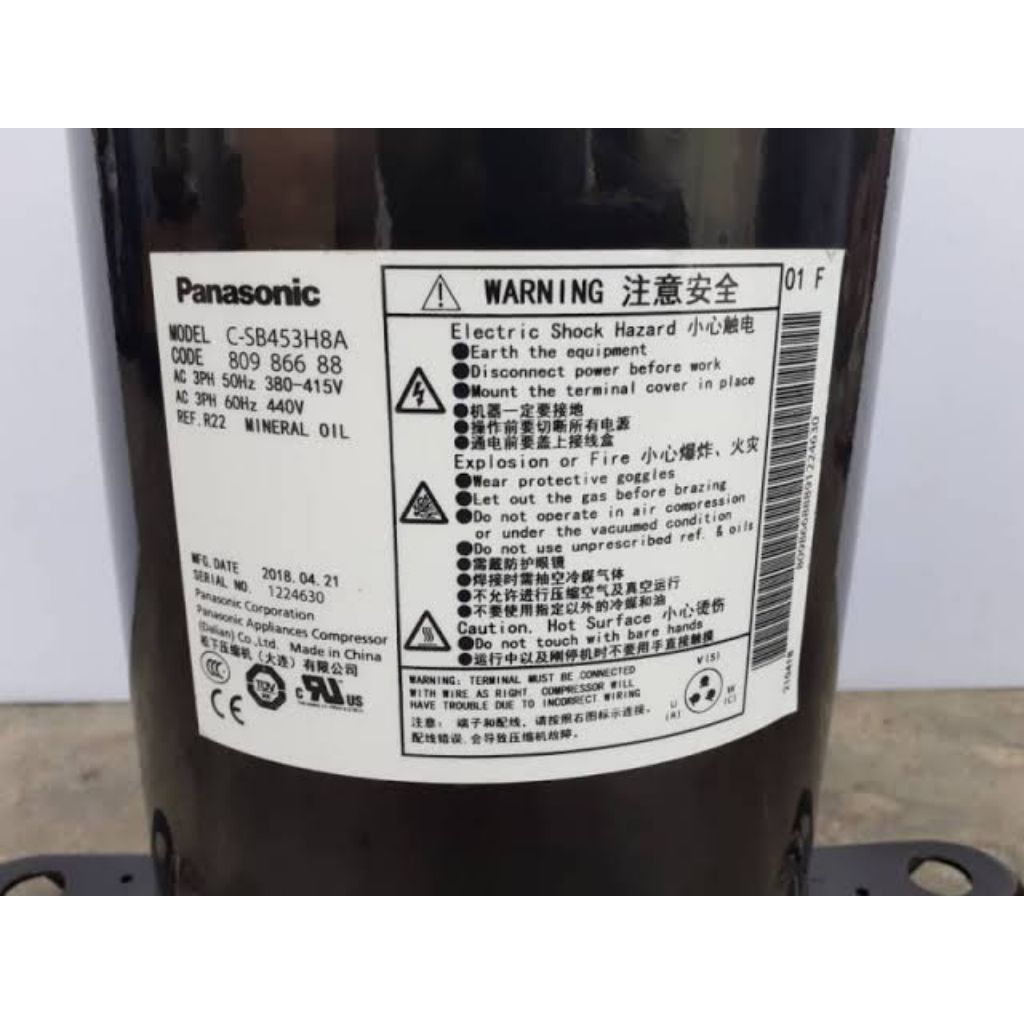 Panasonic
MODEL C-SB453H8A
CODE 809 866 88
AC 3PH 50Hz 380-415V
AC 3PH 60Hz 440V
REF.R22 MINERAL OIL
MFG.DATE 2018.04.21
SERIAL NO. 1224630
Panasonic Corporation
Panasonic Appliances Compressor
(Dalian) Co.,Ltd. Made in China
松下压缩机（大连）有限公司
CCC
TÜV
c RU US
CE
WARNING 注意安全
Electric Shock Hazard 小心触电
●Earth the equipment
●Disconnect power before work
●Mount the terminal cover in place
●机器一定要接地
●操作前要切断所有电源
●通电前要盖上接线盒
Explosion or Fire 小心爆炸、火灾
●Wear protective goggles
●Let out the gas before brazing
●Do not operate in air compression
or under the vacuumed condition
●Do not use unprescribed ref. & oils
●需戴防护眼镜
●焊接时需抽空冷媒气体
●不允许进行压缩空气及真空运行
●不要使用指定以外的冷媒和油
Caution. Hot Surface 小心烫伤
●Do not touch with bare hands
●运行中以及刚停机时不要用手直接触摸
WARNING: TERMINAL MUST BE CONNECTED
WITH WIRE AS RIGHT. COMPRESSOR WILL
HAVE TROUBLE DUE TO INCORRECT WIRING
注意: 端子和配线, 请按照右图标示连接.
配线错误, 会导致压缩机故障.
V(S)
U
(R)
W
(C)
01 F
80986688891224630
210418